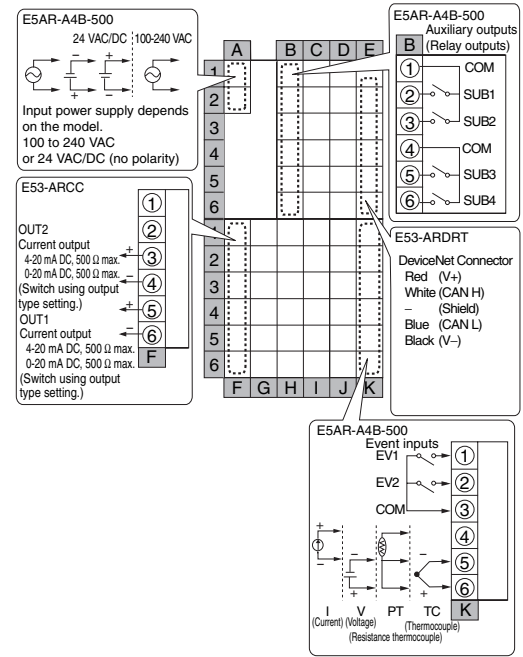 E5AR-A4B-500
24 VAC/DC 100-240 VAC
+ − +
− + −
Input power supply depends
on the model.
100 to 240 VAC
or 24 VAC/DC (no polarity)
A B C D E
1
2
3
4
5
6
1
2
3
4
5
6
F G H I J K
E5AR-A4B-500
Auxiliary outputs
(Relay outputs)
B
1 COM
2 SUB1
3 SUB2
4 COM
5 SUB3
6 SUB4
E53-ARCC
1
2
3
4
5
6
F
OUT2
Current output
4-20 mA DC, 500 Ω max.
0-20 mA DC, 500 Ω max.
(Switch using output
type setting.)
OUT1
Current output
4-20 mA DC, 500 Ω max.
0-20 mA DC, 500 Ω max.
(Switch using output
type setting.)
+
−
+
−
E53-ARDRT
DeviceNet Connector
Red (V+)
White (CAN H)
– (Shield)
Blue (CAN L)
Black (V–)
E5AR-A4B-500
Event inputs
EV1 1
EV2 2
COM 3
4
5
6
K
+ − −
− + +
I V PT TC
(Current) (Voltage) (Thermocouple)
(Resistance thermocouple)